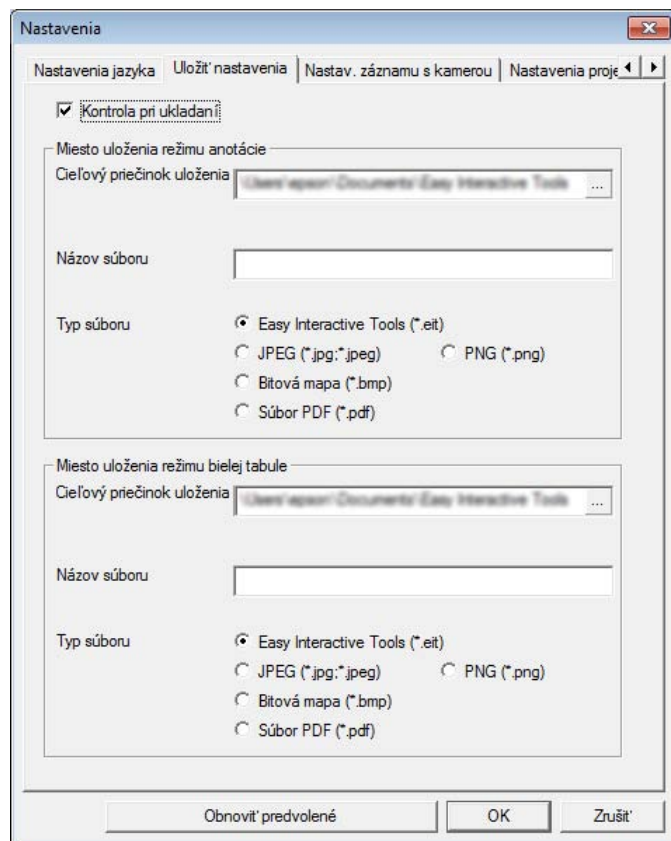 Nastavenia
Nastavenia jazyka Uložiť nastavenia Nastav. záznamu s kamerou Nastavenia proje
Kontrola pri ukladaní
Miesto uloženia režimu anotácie
Cieľový priečinok uloženia ...
Názov súboru
Typ súboru Easy Interactive Tools (*.eit)
JPEG (*.jpg;*.jpeg) PNG (*.png)
Bitová mapa (*.bmp)
Súbor PDF (*.pdf)
Miesto uloženia režimu bielej tabule
Cieľový priečinok uloženia ...
Názov súboru
Typ súboru Easy Interactive Tools (*.eit)
JPEG (*.jpg;*.jpeg) PNG (*.png)
Bitová mapa (*.bmp)
Súbor PDF (*.pdf)
Obnoviť predvolené OK Zrušiť